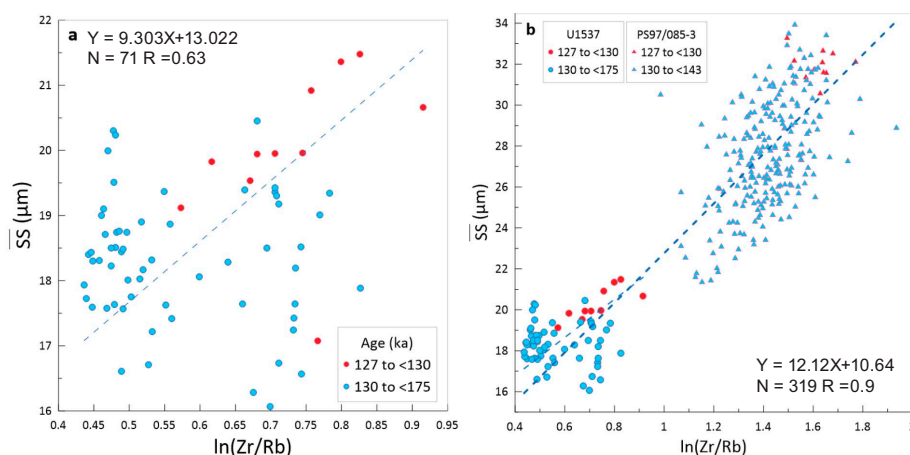 a
Y = 9.303X+13.022
N = 71 R =0.63
22
21
20
19
18
17
16
S̅S̅ (µm)
Age (ka)
127 to <130
130 to <175
0.4 0.45 0.5 0.55 0.6 0.65 0.7 0.75 0.8 0.85 0.9 0.95
ln(Zr/Rb)
b
U1537 PS97/085-3
127 to <130 127 to <130
130 to <175 130 to <143
34
32
30
28
26
24
22
20
18
16
S̅S̅ (µm)
Y = 12.12X+10.64
N = 319 R =0.9
0.4 0.6 0.8 1.0 1.2 1.4 1.6 1.8
ln(Zr/Rb)